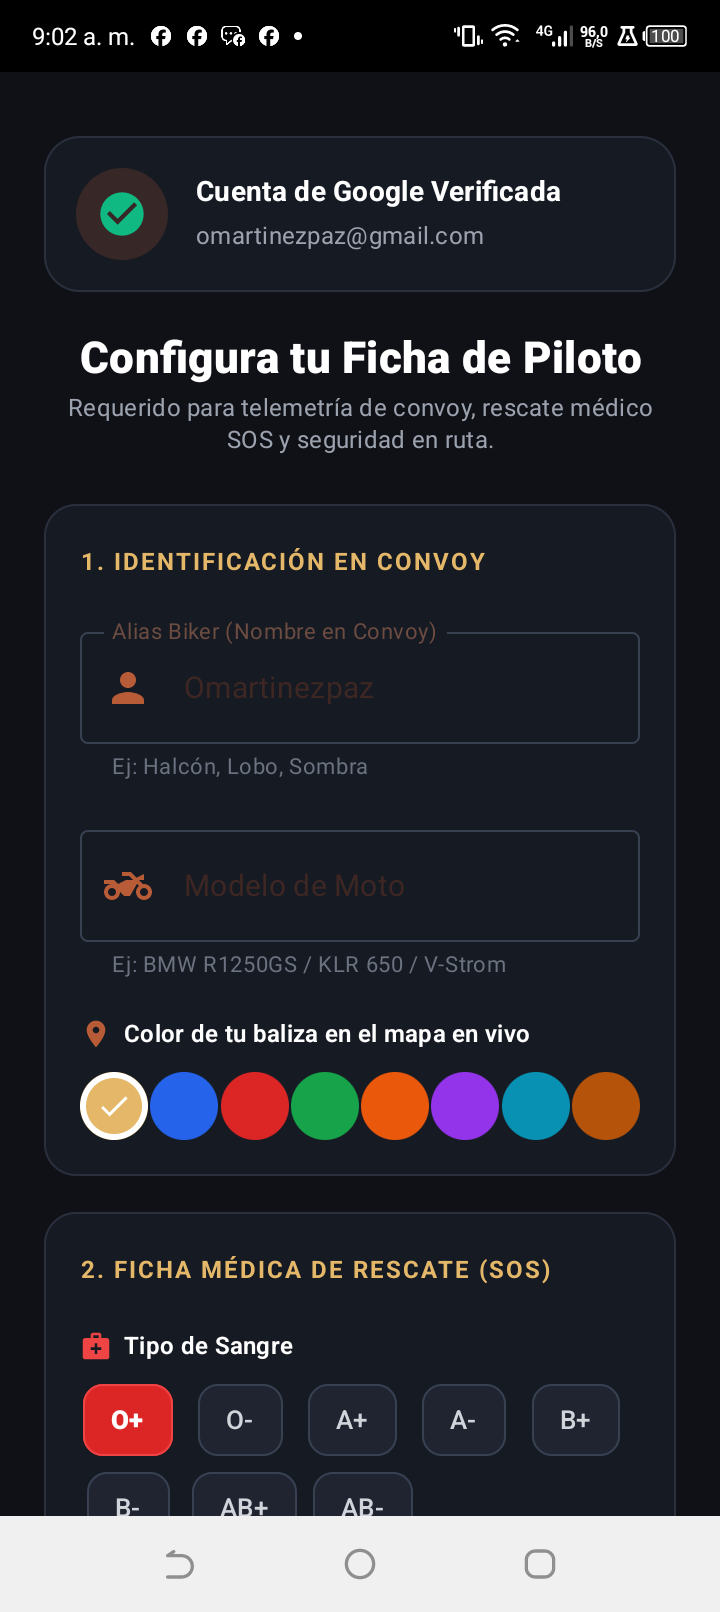 9:02 a. m.
4G
96,0
B/S
100
Cuenta de Google Verificada
omartinezpaz@gmail.com
Configura tu Ficha de Piloto
Requerido para telemetría de convoy, rescate médico
SOS y seguridad en ruta.
1. IDENTIFICACIÓN EN CONVOY
Alias Biker (Nombre en Convoy)
Omartinezpaz
Ej: Halcón, Lobo, Sombra
Modelo de Moto
Ej: BMW R1250GS / KLR 650 / V-Strom
Color de tu baliza en el mapa en vivo
2. FICHA MÉDICA DE RESCATE (SOS)
Tipo de Sangre
O+ O- A+ A- B+
B- AB+ AB-